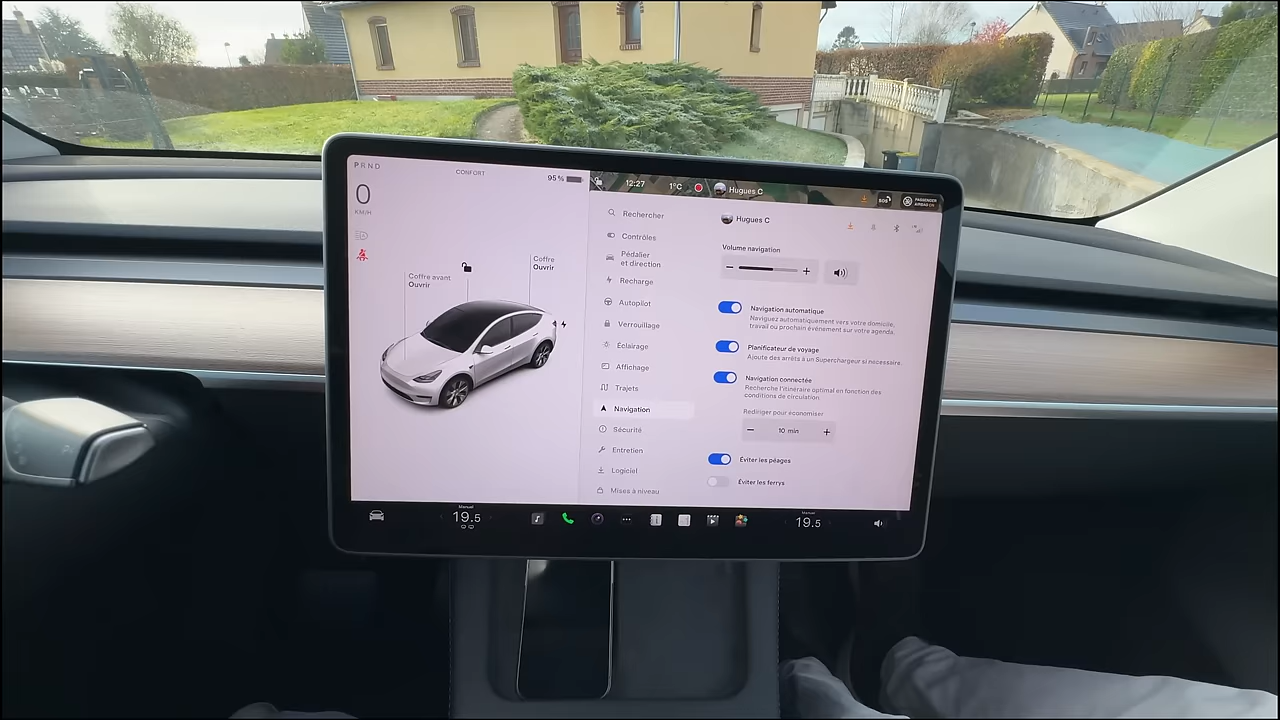 PRND
CONFORT
95 %
0
KM/H
Coffre avant
Ouvrir
Coffre
Ouvrir
12:27
1°C
Hugues C
SOS
PASSENGER
AIRBAG ON
Rechercher
Contrôles
Pédalier
et direction
Recharge
Autopilot
Verrouillage
Éclairage
Affichage
Trajets
Navigation
Sécurité
Entretien
Logiciel
Mises à niveau
Hugues C
Volume navigation
Navigation automatique
Naviguez automatiquement vers votre domicile,
travail ou prochain événement sur votre agenda.
Planificateur de voyage
Ajoute des arrêts à un Superchargeur si nécessaire.
Navigation connectée
Recherche l'itinéraire optimal en fonction des
conditions de circulation.
Rediriger pour économiser
10 min
Éviter les péages
Éviter les ferrys
Manuel
19.5
Manuel
19.5